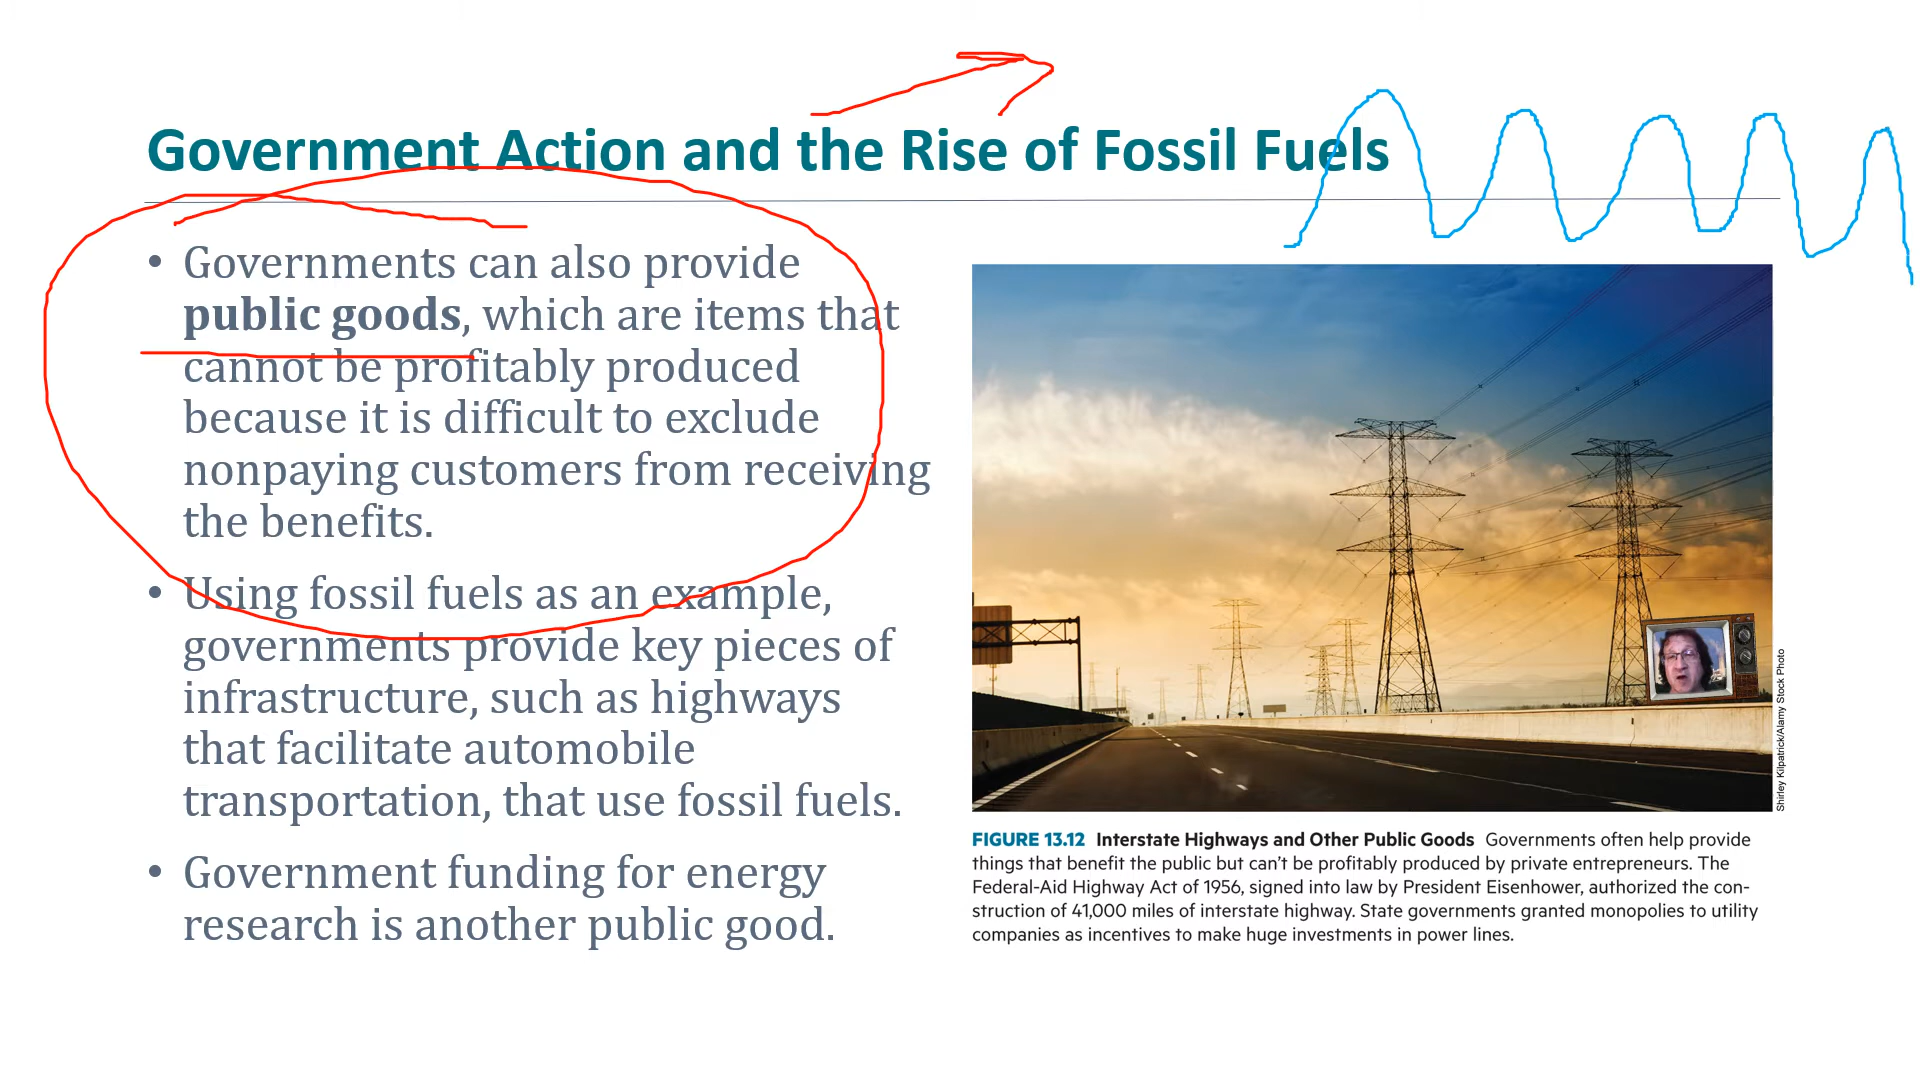 Government Action and the Rise of Fossil Fuels
• Governments can also provide
public goods, which are items that
cannot be profitably produced
because it is difficult to exclude
nonpaying customers from receiving
the benefits.
• Using fossil fuels as an example,
governments provide key pieces of
infrastructure, such as highways
that facilitate automobile
transportation, that use fossil fuels.
• Government funding for energy
research is another public good.
Shirley Kilpatrick/Alamy Stock Photo
FIGURE 13.12 Interstate Highways and Other Public Goods Governments often help provide
things that benefit the public but can't be profitably produced by private entrepreneurs. The
Federal-Aid Highway Act of 1956, signed into law by President Eisenhower, authorized the con-
struction of 41,000 miles of interstate highway. State governments granted monopolies to utility
companies as incentives to make huge investments in power lines.